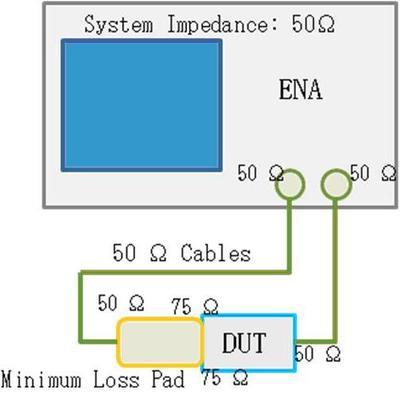 System Impedance: 50Ω
ENA
50 Ω
50 Ω
50 Ω Cables
50 Ω
75 Ω
DUT
50 Ω
Minimum Loss Pad
75 Ω